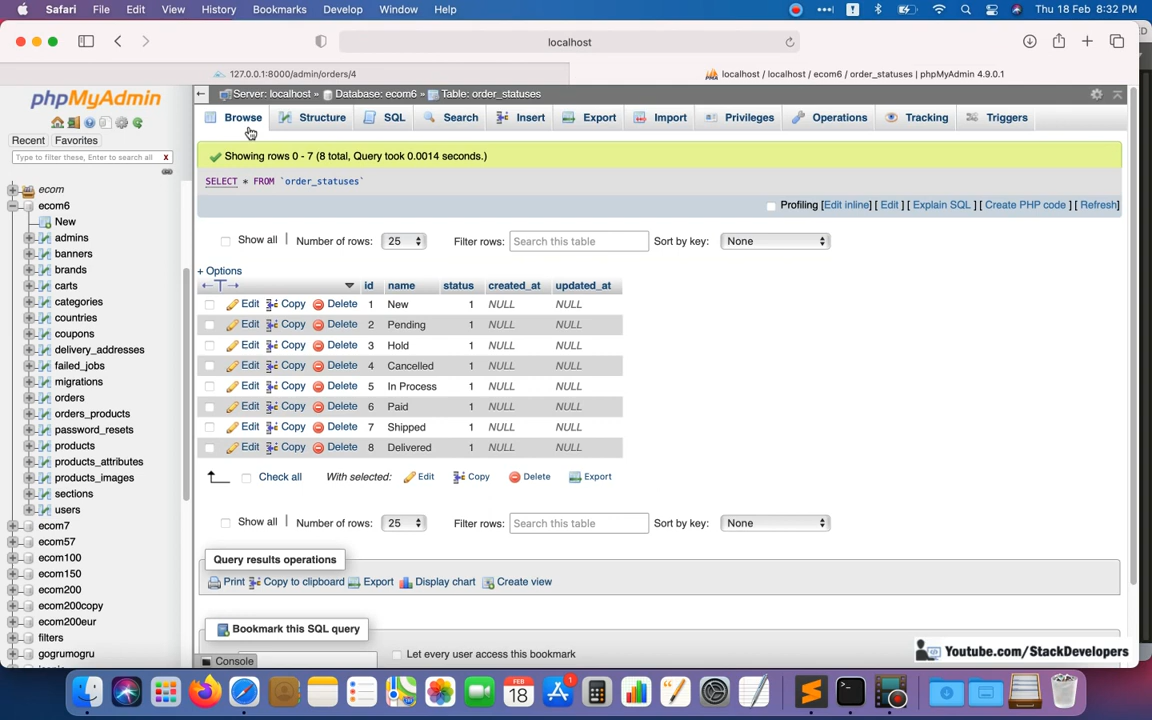 Safari File Edit View History Bookmarks Develop Window Help Thu 18 Feb 8:32 PM
localhost
127.0.0.1:8000/admin/orders/4
localhost / localhost / ecom6 / order_statuses | phpMyAdmin 4.9.0.1
phpMyAdmin
Recent Favorites
Type to filter these, Enter to search all X
ecom
ecom6
New
admins
banners
brands
carts
categories
countries
coupons
delivery_addresses
failed_jobs
migrations
orders
orders_products
password_resets
products
products_attributes
products_images
sections
users
ecom7
ecom57
ecom100
ecom150
ecom200
ecom200copy
ecom200eur
filters
gogrumogru
Server: localhost » Database: ecom6 » Table: order_statuses
Browse Structure SQL Search Insert Export Import Privileges Operations Tracking Triggers
Showing rows 0 - 7 (8 total, Query took 0.0014 seconds.)
SELECT * FROM `order_statuses`
Profiling [Edit inline] [ Edit ] [ Explain SQL ] [ Create PHP code ] [ Refresh]
Show all | Number of rows: 25 Filter rows: Search this table Sort by key: None
+ Options
←T→ id name status created_at updated_at
Edit Copy Delete 1 New 1 NULL NULL
Edit Copy Delete 2 Pending 1 NULL NULL
Edit Copy Delete 3 Hold 1 NULL NULL
Edit Copy Delete 4 Cancelled 1 NULL NULL
Edit Copy Delete 5 In Process 1 NULL NULL
Edit Copy Delete 6 Paid 1 NULL NULL
Edit Copy Delete 7 Shipped 1 NULL NULL
Edit Copy Delete 8 Delivered 1 NULL NULL
Check all With selected: Edit Copy Delete Export
Show all | Number of rows: 25 Filter rows: Search this table Sort by key: None
Query results operations
Print Copy to clipboard Export Display chart Create view
Bookmark this SQL query
Let every user access this bookmark
Console
Youtube.com/StackDevelopers
FEB
18
1